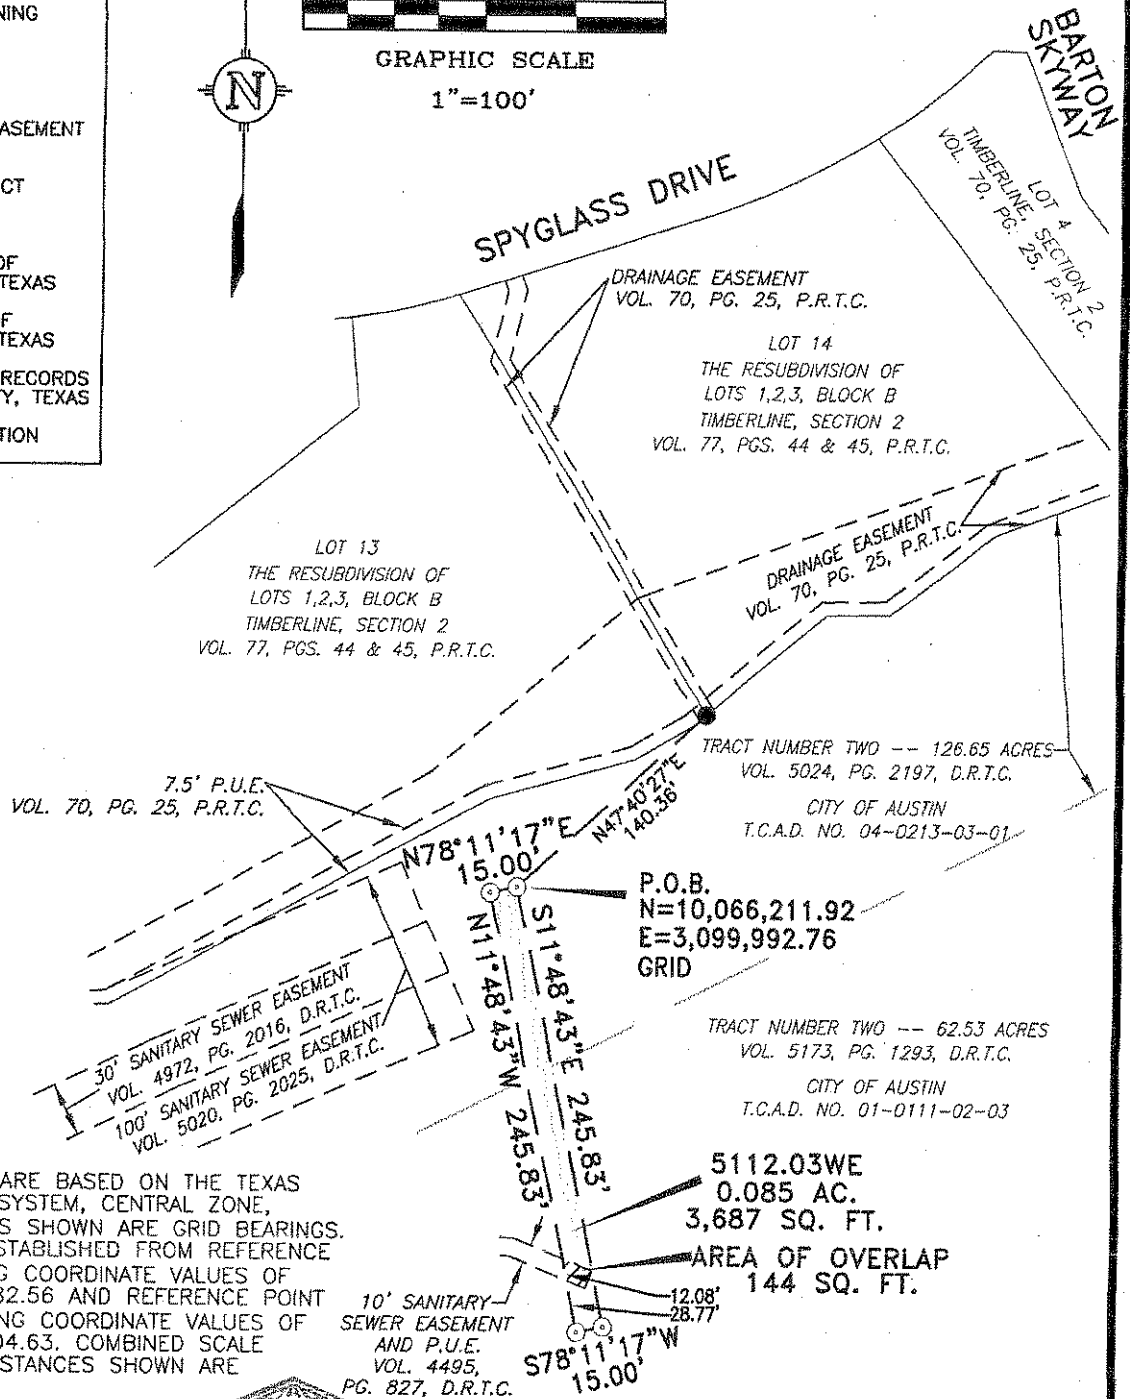 NING
ASEMENT
CT
OF
TEXAS
F
TEXAS
RECORDS
Y, TEXAS
TION
N
GRAPHIC SCALE
1"=100'
BARTON
SKYWAY
SPYGLASS DRIVE
LOT 4
TIMBERLINE, SECTION 2
VOL. 70, PG. 25, P.R.T.C.
DRAINAGE EASEMENT
VOL. 70, PG. 25, P.R.T.C.
LOT 14
THE RESUBDIVISION OF
LOTS 1,2,3, BLOCK B
TIMBERLINE, SECTION 2
VOL. 77, PGS. 44 & 45, P.R.T.C.
LOT 13
THE RESUBDIVISION OF
LOTS 1,2,3, BLOCK B
TIMBERLINE, SECTION 2
VOL. 77, PGS. 44 & 45, P.R.T.C.
DRAINAGE EASEMENT
VOL. 70, PG. 25, P.R.T.C.
7.5' P.U.E.
VOL. 70, PG. 25, P.R.T.C.
TRACT NUMBER TWO -- 126.65 ACRES
VOL. 5024, PG. 2197, D.R.T.C.
CITY OF AUSTIN
T.C.A.D. NO. 04-0213-03-01
N47°40'27"E
140.36'
N78°11'17"E
15.00'
P.O.B.
N=10,066,211.92
E=3,099,992.76
GRID
N11°48'43"W 245.83'
S11°48'43"E 245.83'
30' SANITARY SEWER EASEMENT
VOL. 4972, PG. 2016, D.R.T.C.
100' SANITARY SEWER EASEMENT
VOL. 5020, PG. 2025, D.R.T.C.
TRACT NUMBER TWO -- 62.53 ACRES
VOL. 5173, PG. 1293, D.R.T.C.
CITY OF AUSTIN
T.C.A.D. NO. 01-0111-02-03
5112.03WE
0.085 AC.
3,687 SQ. FT.
AREA OF OVERLAP
144 SQ. FT.
12.08'
28.77'
S78°11'17"W
15.00'
10' SANITARY
SEWER EASEMENT
AND P.U.E.
VOL. 4495,
PG. 827, D.R.T.C.
ARE BASED ON THE TEXAS
SYSTEM, CENTRAL ZONE,
S SHOWN ARE GRID BEARINGS.
STABLISHED FROM REFERENCE
G COORDINATE VALUES OF
32.56 AND REFERENCE POINT
NG COORDINATE VALUES OF
04.63. COMBINED SCALE
STANCES SHOWN ARE